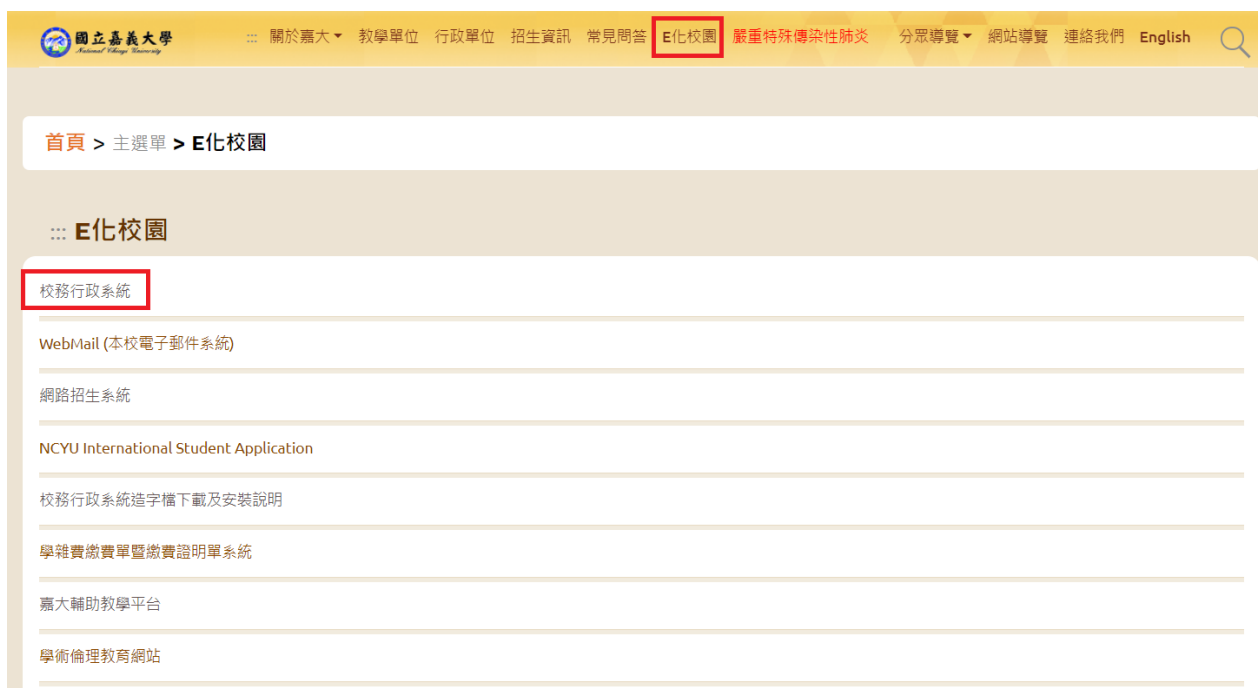 國立嘉義大學
National Chiayi University
::: 關於嘉大 教學單位 行政單位 招生資訊 常見問答 E化校園 嚴重特殊傳染性肺炎 分眾導覽 網站導覽 連絡我們 English
首頁 > 主選單 > E化校園
::: E化校園
校務行政系統
WebMail (本校電子郵件系統)
網路招生系統
NCYU International Student Application
校務行政系統造字檔下載及安裝說明
學雜費繳費單暨繳費證明單系統
嘉大輔助教學平台
學術倫理教育網站